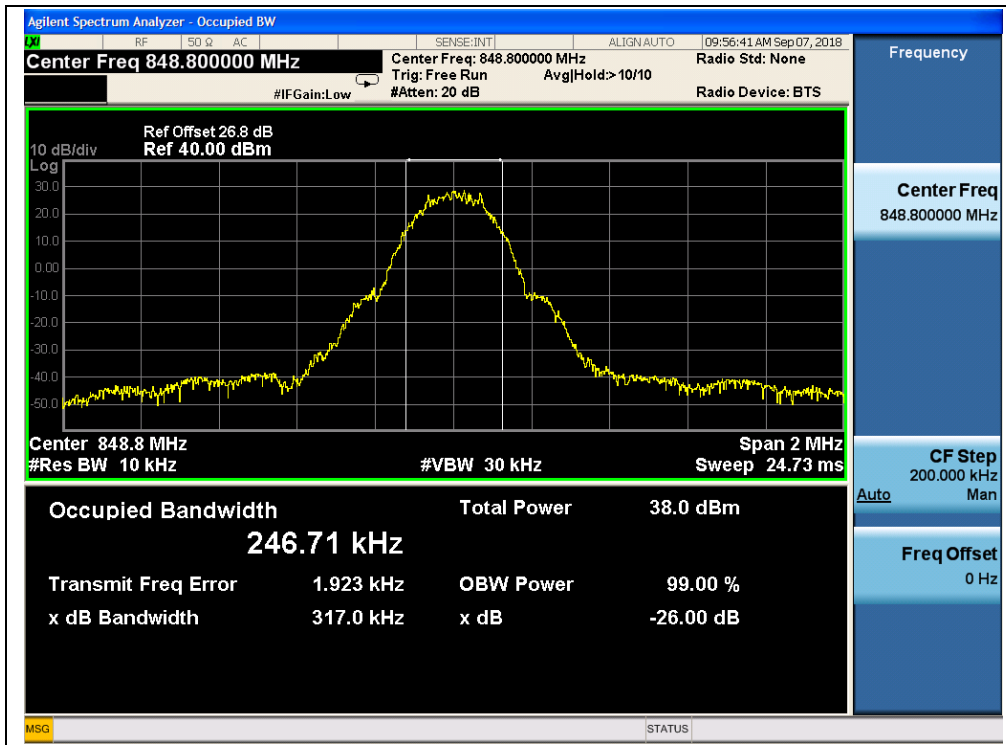 Agilent Spectrum Analyzer - Occupied BW
LXI RF 50 Ω AC SENSE:INT ALIGN AUTO 09:56:41 AM Sep 07, 2018
Center Freq 848.800000 MHz
Center Freq: 848.800000 MHz
Radio Std: None
Trig: Free Run Avg|Hold:>10/10
#IFGain:Low
#Atten: 20 dB
Radio Device: BTS
Ref Offset 26.8 dB
10 dB/div Ref 40.00 dBm
Log
30.0
20.0
10.0
0.00
-10.0
-20.0
-30.0
-40.0
-50.0
Center 848.8 MHz Span 2 MHz
#Res BW 10 kHz #VBW 30 kHz Sweep 24.73 ms
Occupied Bandwidth Total Power 38.0 dBm
246.71 kHz
Transmit Freq Error 1.923 kHz OBW Power 99.00 %
x dB Bandwidth 317.0 kHz x dB -26.00 dB
Frequency
Center Freq
848.800000 MHz
CF Step
200.000 kHz
Auto Man
Freq Offset
0 Hz
MSG STATUS